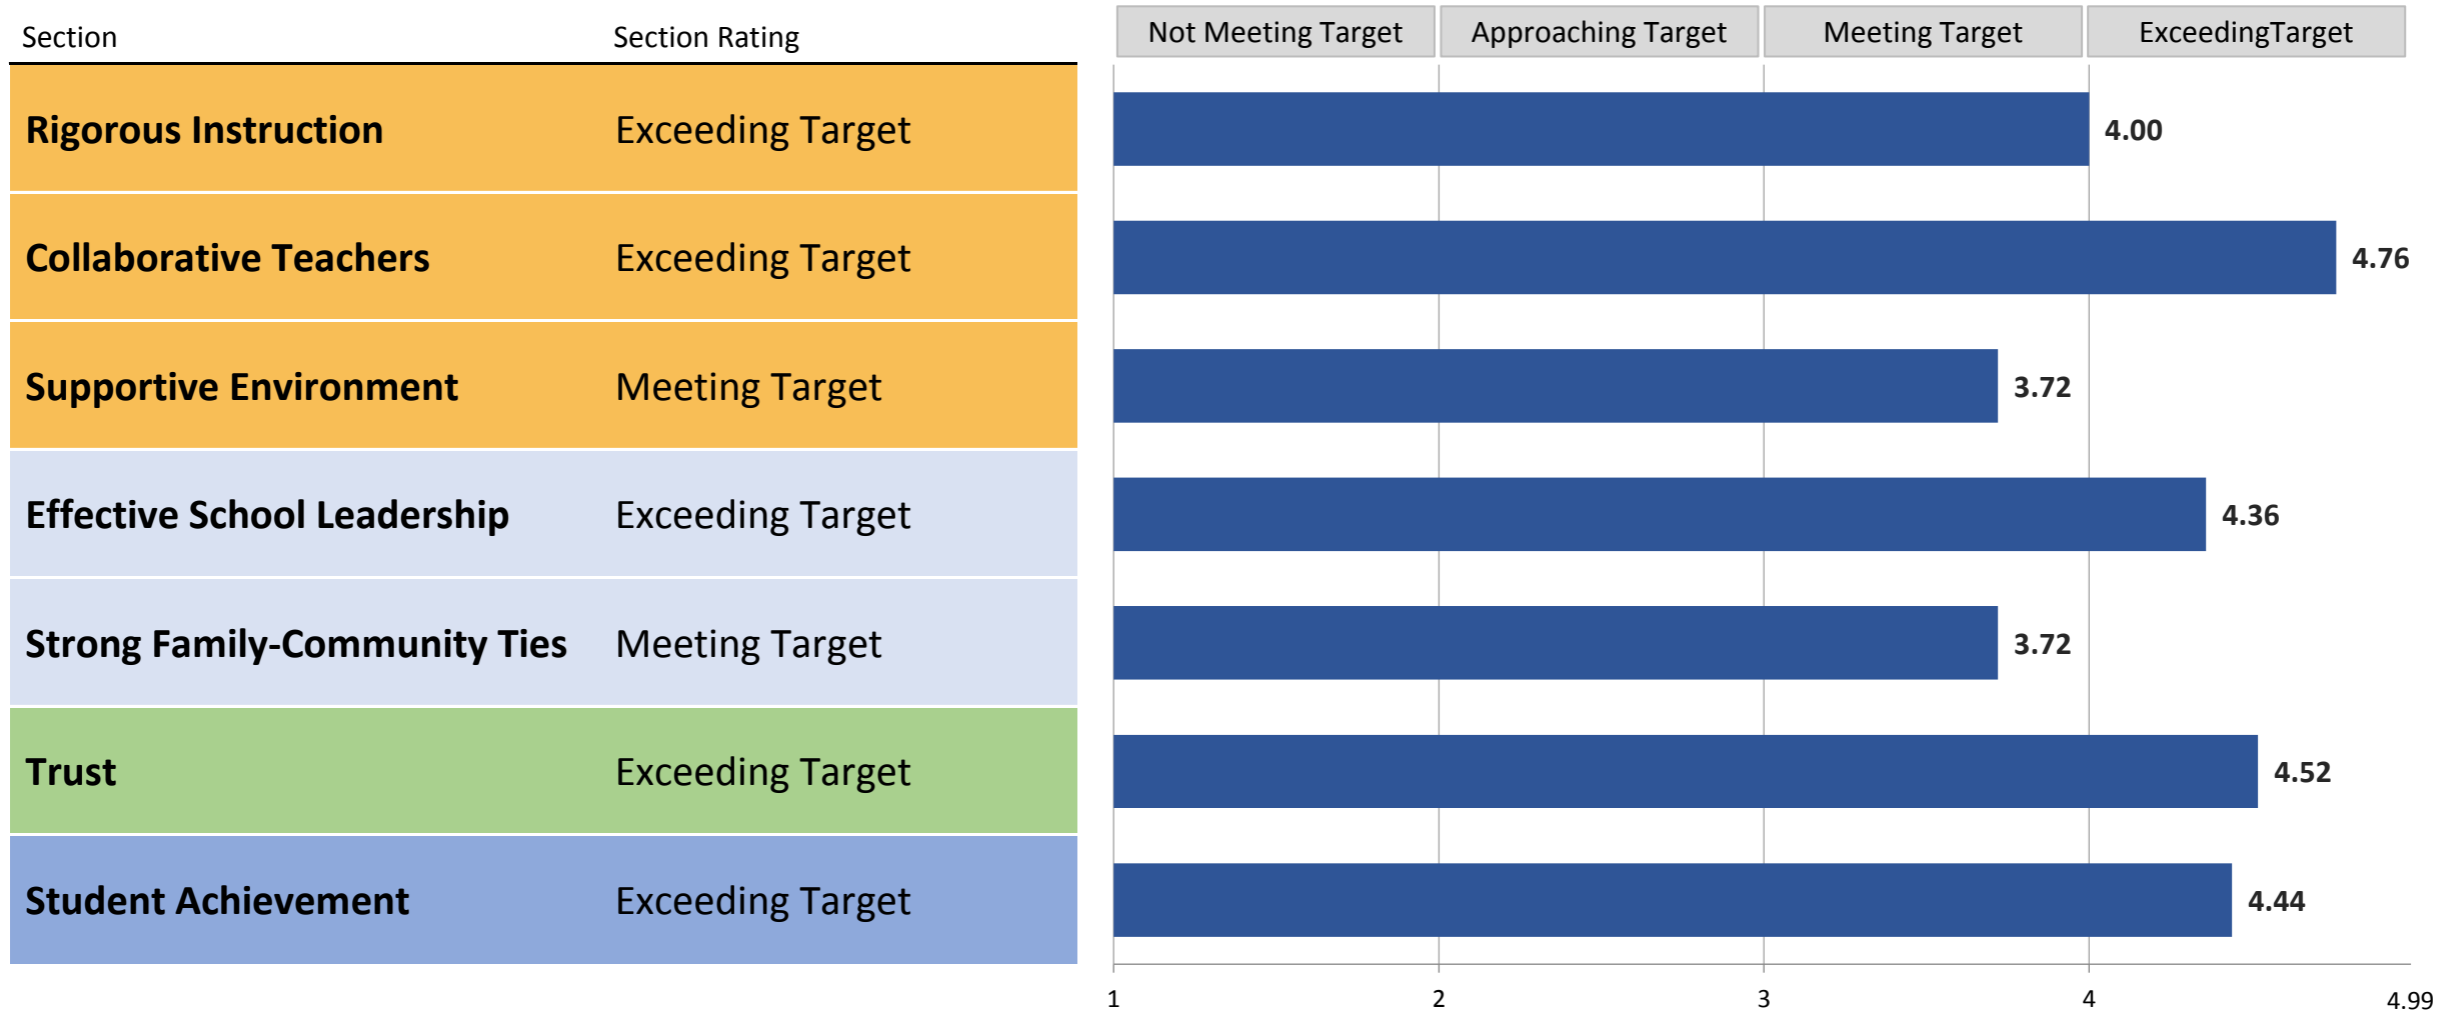 Section Section Rating Not Meeting Target Approaching Target Meeting Target ExceedingTarget
Rigorous Instruction Exceeding Target 4.00
Collaborative Teachers Exceeding Target 4.76
Supportive Environment Meeting Target 3.72
Effective School Leadership Exceeding Target 4.36
Strong Family-Community Ties Meeting Target 3.72
Trust Exceeding Target 4.52
Student Achievement Exceeding Target 4.44
1 2 3 4 4.99